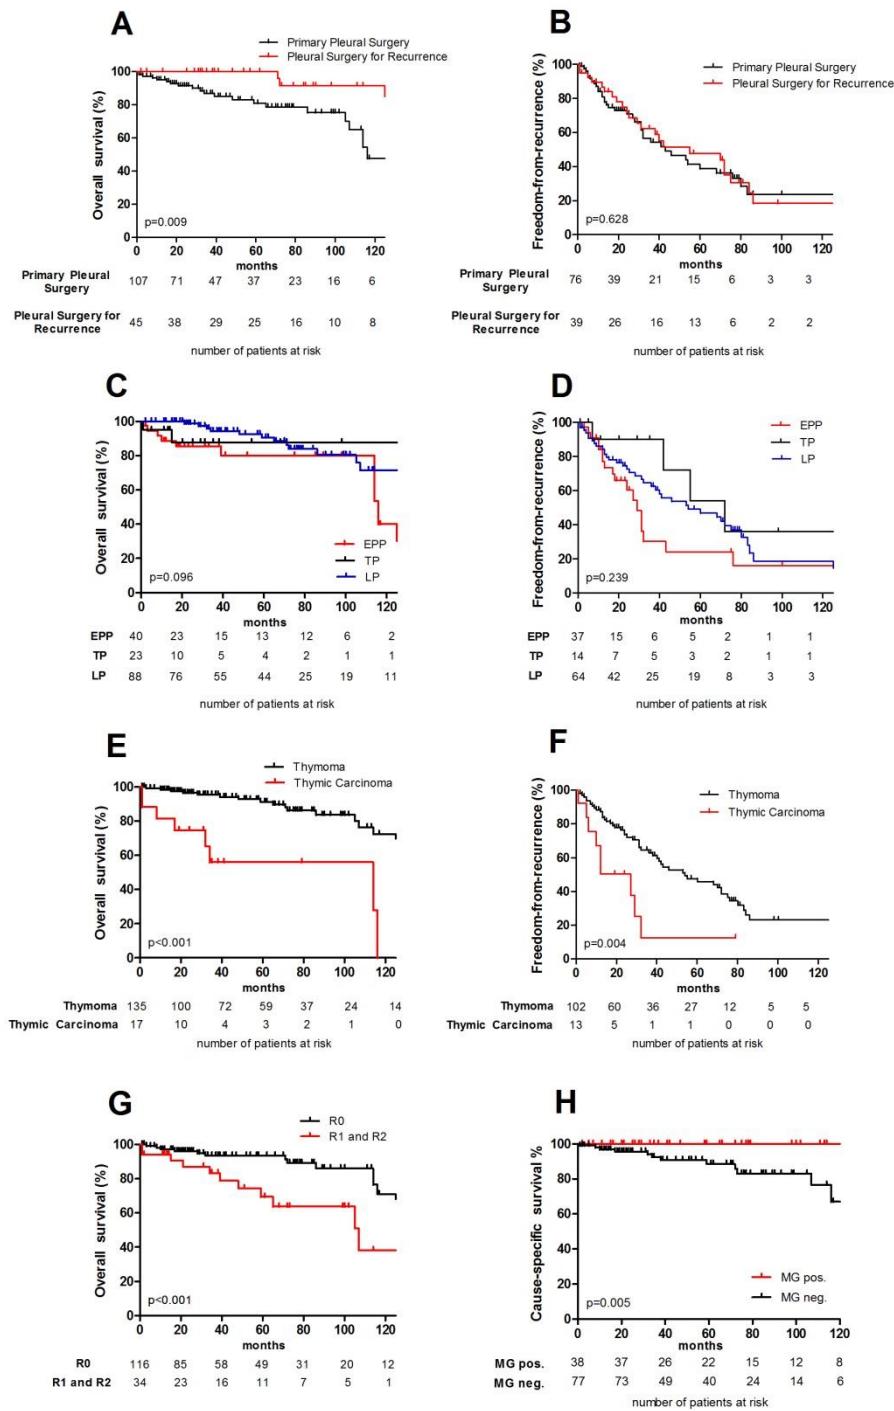 A
Primary Pleural Surgery
Pleural Surgery for Recurrence
Overall survival (%)
100
80
60
40
20
0
p=0.009
0 20 40 60 80 100 120
months
Primary Pleural Surgery 107 71 47 37 23 16 6
Pleural Surgery for Recurrence 45 38 29 25 16 10 8
number of patients at risk
B
Primary Pleural Surgery
Pleural Surgery for Recurrence
Freedom-from-recurrence (%)
100
80
60
40
20
0
p=0.628
0 20 40 60 80 100 120
months
Primary Pleural Surgery 76 39 21 15 6 3 3
Pleural Surgery for Recurrence 39 26 16 13 6 2 2
number of patients at risk
C
Overall survival (%)
100
80
60
40
20
0
EPP
TP
LP
p=0.096
0 20 40 60 80 100 120
months
EPP 40 23 15 13 12 6 2
TP 23 10 5 4 2 1 1
LP 88 76 55 44 25 19 11
number of patients at risk
D
EPP
TP
LP
Freedom-from-recurrence (%)
100
80
60
40
20
0
p=0.239
0 20 40 60 80 100 120
months
EPP 37 15 6 5 2 1 1
TP 14 7 5 3 2 1 1
LP 64 42 25 19 8 3 3
number of patients at risk
E
Thymoma
Thymic Carcinoma
Overall survival (%)
100
80
60
40
20
0
p<0.001
0 20 40 60 80 100 120
months
Thymoma 135 100 72 59 37 24 14
Thymic Carcinoma 17 10 4 3 2 1 0
number of patients at risk
F
Thymoma
Thymic Carcinoma
Freedom-from-recurrence (%)
100
80
60
40
20
0
p=0.004
0 20 40 60 80 100 120
months
Thymoma 102 60 36 27 12 5 5
Thymic Carcinoma 13 5 1 1 0 0 0
number of patients at risk
G
R0
R1 and R2
Overall survival (%)
100
80
60
40
20
0
p<0.001
0 20 40 60 80 100 120
months
R0 116 85 58 49 31 20 12
R1 and R2 34 23 16 11 7 5 1
H
Cause-specific survival %
100
80
60
40
20
0
MG pos.
MG neg.
p=0.005
0 20 40 60 80 100 120
months
MG pos. 38 37 26 22 15 12 8
MG neg. 77 73 49 40 24 14 6
number of patients at risk